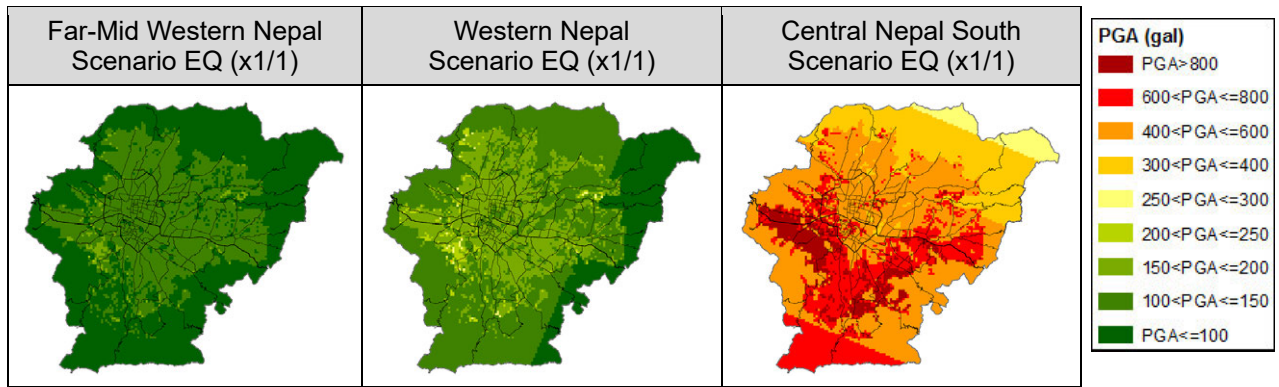 Far-Mid Western Nepal
Scenario EQ (x1/1)
Western Nepal
Scenario EQ (x1/1)
Central Nepal South
Scenario EQ (x1/1)
PGA (gal)
PGA>800
600<PGA<=800
400<PGA<=600
300<PGA<=400
250<PGA<=300
200<PGA<=250
150<PGA<=200
100<PGA<=150
PGA<=100